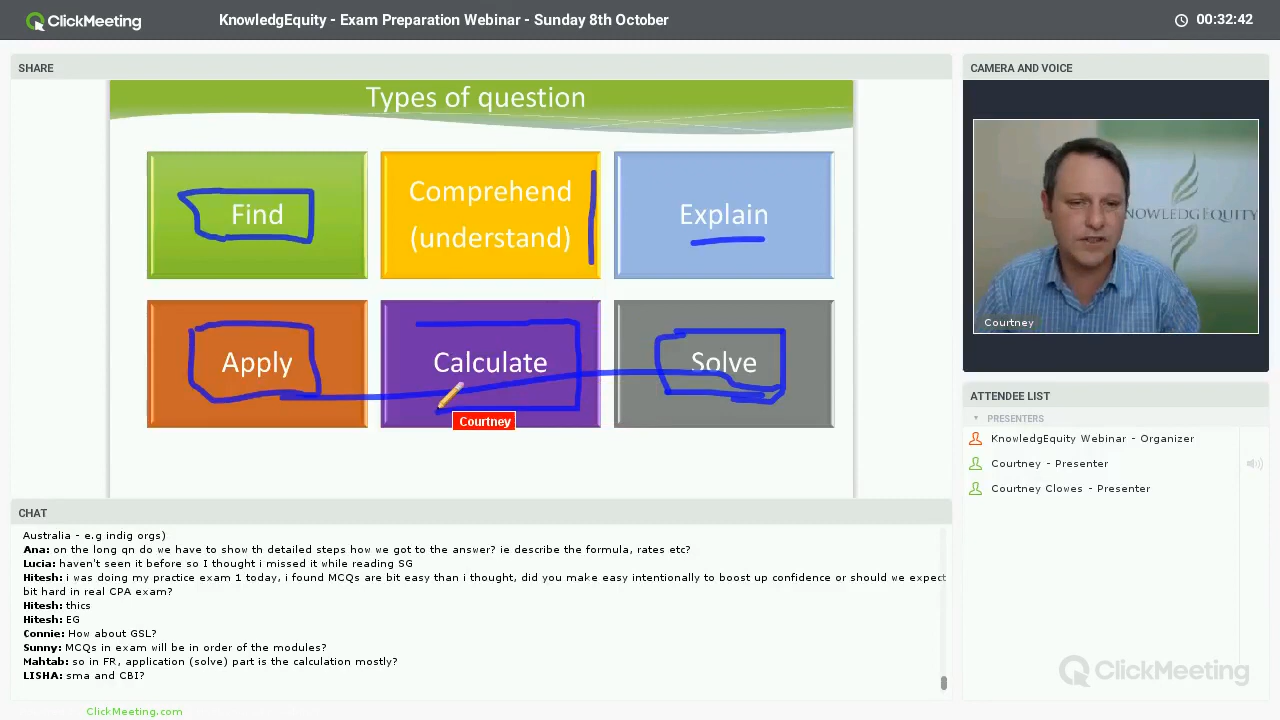 ClickMeeting
KnowledgEquity - Exam Preparation Webinar - Sunday 8th October
00:32:42
SHARE
Types of question
Find
Comprehend
(understand)
Explain
Apply
Calculate
Solve
Courtney
CAMERA AND VOICE
NOWLEDGEQUITY
Courtney
ATTENDEE LIST
PRESENTERS
KnowledgEquity Webinar - Organizer
Courtney - Presenter
Courtney Clowes - Presenter
CHAT
Australia - e.g indig orgs)
Ana: on the long qn do we have to show th detailed steps how we got to the answer? ie describe the formula, rates etc?
Lucia: haven't seen it before so I thought i missed it while reading SG
Hitesh: i was doing my practice exam 1 today, i found MCQs are bit easy than i thought, did you make easy intentionally to boost up confidence or should we expect
bit hard in real CPA exam?
Hitesh: thics
Hitesh: EG
Connie: How about GSL?
Sunny: MCQs in exam will be in order of the modules?
Mahtab: so in FR, application (solve) part is the calculation mostly?
LISHA: sma and CBI?
ClickMeeting
ClickMeeting.com